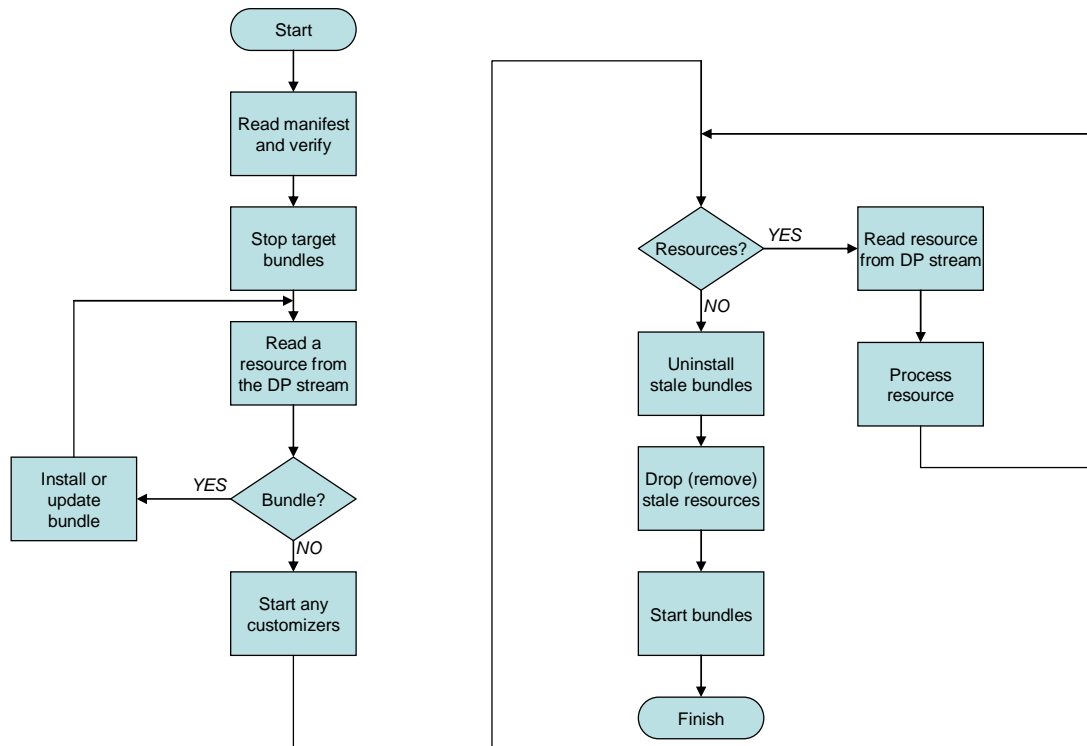 Start
Read manifest
and verify
Stop target
bundles
Read a
resource from
the DP stream
Bundle?
YES
Install or
update
bundle
NO
Start any
customizers
Resources?
YES
Read resource
from DP stream
Process
resource
NO
Uninstall
stale bundles
Drop (remove)
stale resources
Start bundles
Finish